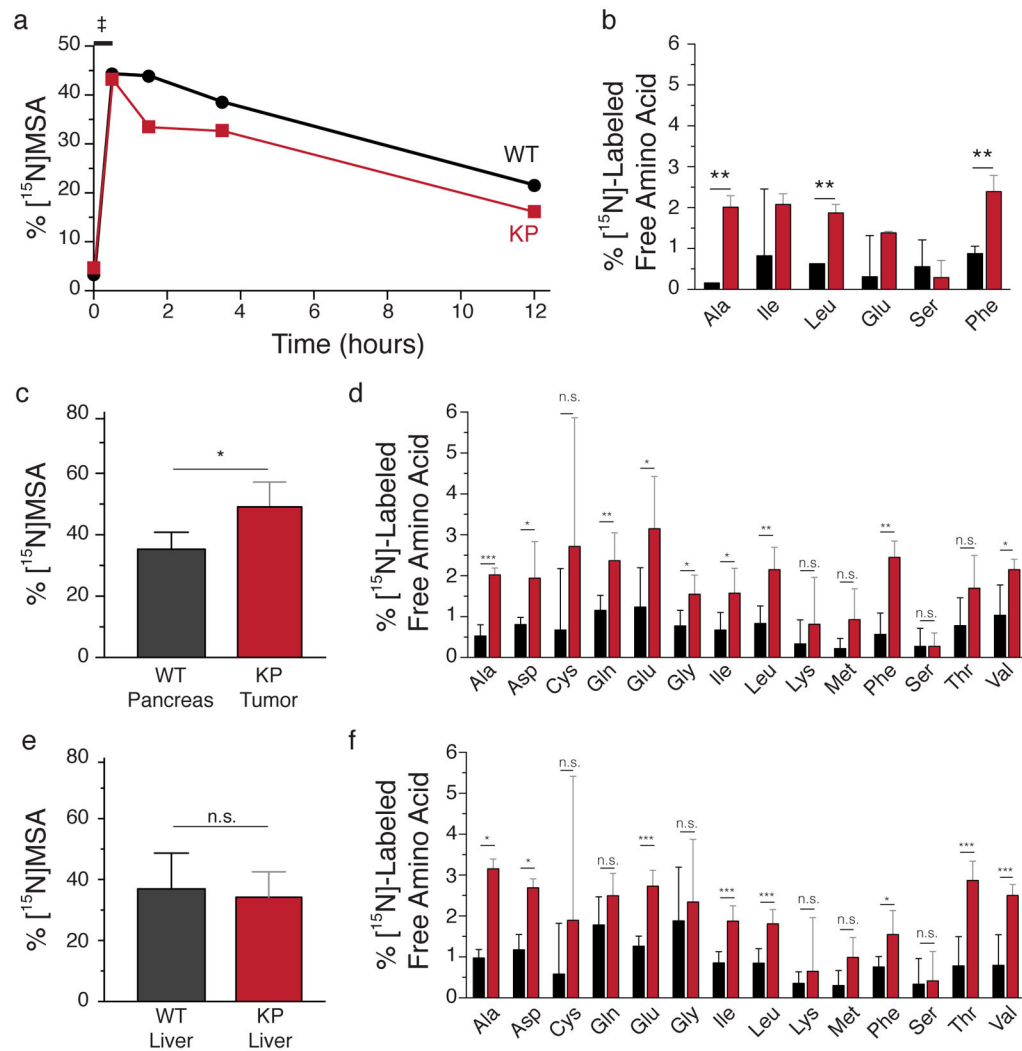 a
‡
% [¹⁵N]MSA
50
40
30
20
10
0
WT
KP
0
2
4
6
8
10
12
Time (hours)
b
% [¹⁵N]-Labeled
Free Amino Acid
6
5
4
3
2
1
0
**
**
**
Ala
Ile
Leu
Glu
Ser
Phe
c
% [¹⁵N]MSA
80
60
40
20
0
*
WT
Pancreas
KP
Tumor
d
% [¹⁵N]-Labeled
Free Amino Acid
6
5
4
3
2
1
0
***
*
n.s.
**
*
*
*
**
n.s.
n.s.
**
n.s.
n.s.
*
Ala
Asp
Cys
Gln
Glu
Gly
Ile
Leu
Lys
Met
Phe
Ser
Thr
Val
e
% [¹⁵N]MSA
80
60
40
20
0
n.s.
WT
Liver
KP
Liver
f
% [¹⁵N]-Labeled
Free Amino Acid
6
5
4
3
2
1
0
*
*
n.s.
n.s.
***
n.s.
***
***
n.s.
n.s.
*
n.s.
***
***
Ala
Asp
Cys
Gln
Glu
Gly
Ile
Leu
Lys
Met
Phe
Ser
Thr
Val